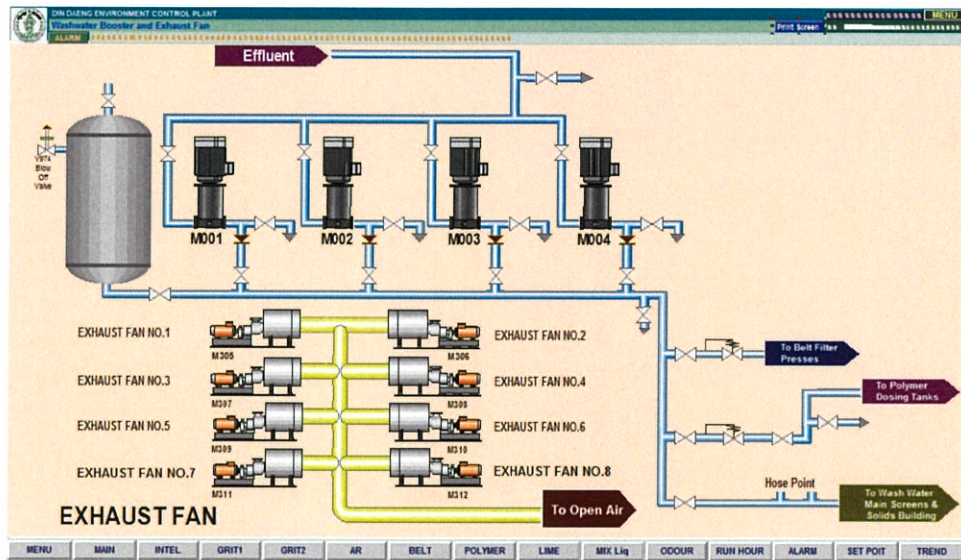 DIN DAENG ENVIRONMENT CONTROL PLANT
MENU
Washwater Booster and Exhaust Fan
Print Screen
ALARM
Effluent
V974
Blow
Off
Valve
M001
M002
M003
M004
EXHAUST FAN NO.1
M305
EXHAUST FAN NO.2
M306
To Belt Filter
Presses
EXHAUST FAN NO.3
M307
EXHAUST FAN NO.4
M308
To Polymer
Dosing Tanks
EXHAUST FAN NO.5
M309
EXHAUST FAN NO.6
M310
EXHAUST FAN NO.7
M311
EXHAUST FAN NO.8
M312
Hose Point
To Wash Water
Main Screens &
Solids Building
To Open Air
EXHAUST FAN
MENU
MAIN
INTEL
GRIT1
GRIT2
AR
BELT
POLYMER
LIME
MIX Liq
ODOUR
RUN HOUR
ALARM
SET POIT
TREND